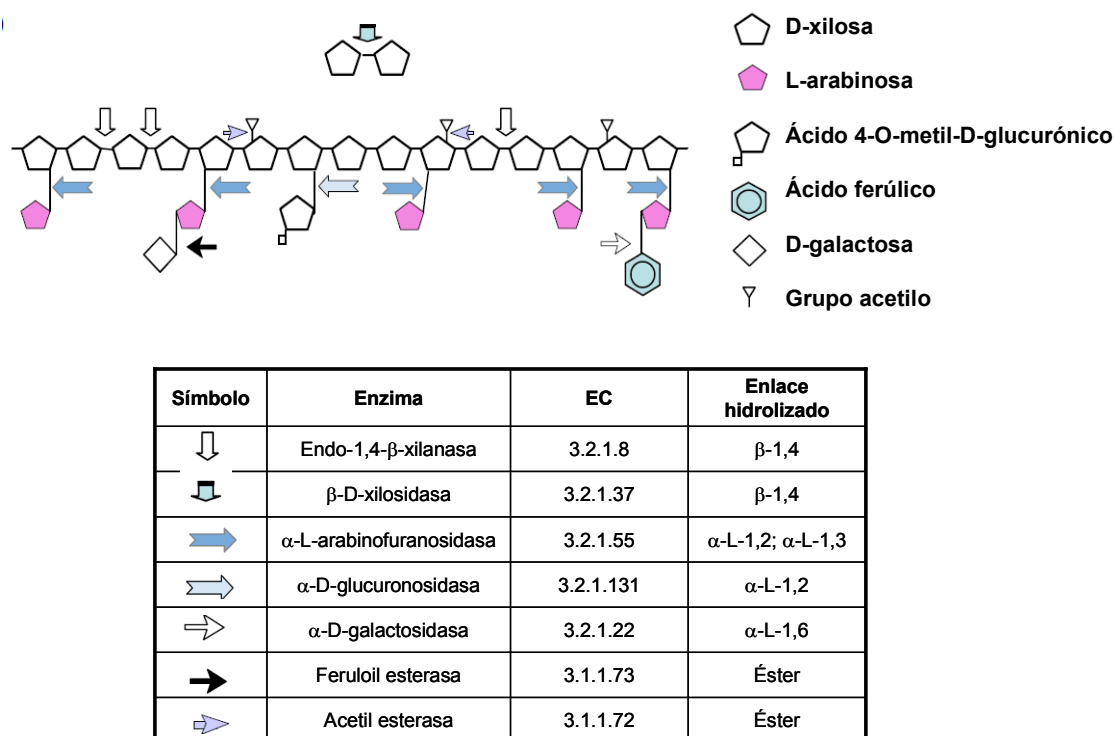 D-xilosa
L-arabinosa
Ácido 4-O-metil-D-glucurónico
Ácido ferúlico
D-galactosa
Grupo acetilo
Símbolo Enzima EC Enlace hidrolizado
Endo-1,4-β-xilanasa 3.2.1.8 β-1,4
β-D-xilosidasa 3.2.1.37 β-1,4
α-L-arabinofuranosidasa 3.2.1.55 α-L-1,2; α-L-1,3
α-D-glucuronosidasa 3.2.1.131 α-L-1,2
α-D-galactosidasa 3.2.1.22 α-L-1,6
Feruloil esterasa 3.1.1.73 Éster
Acetil esterasa 3.1.1.72 Éster